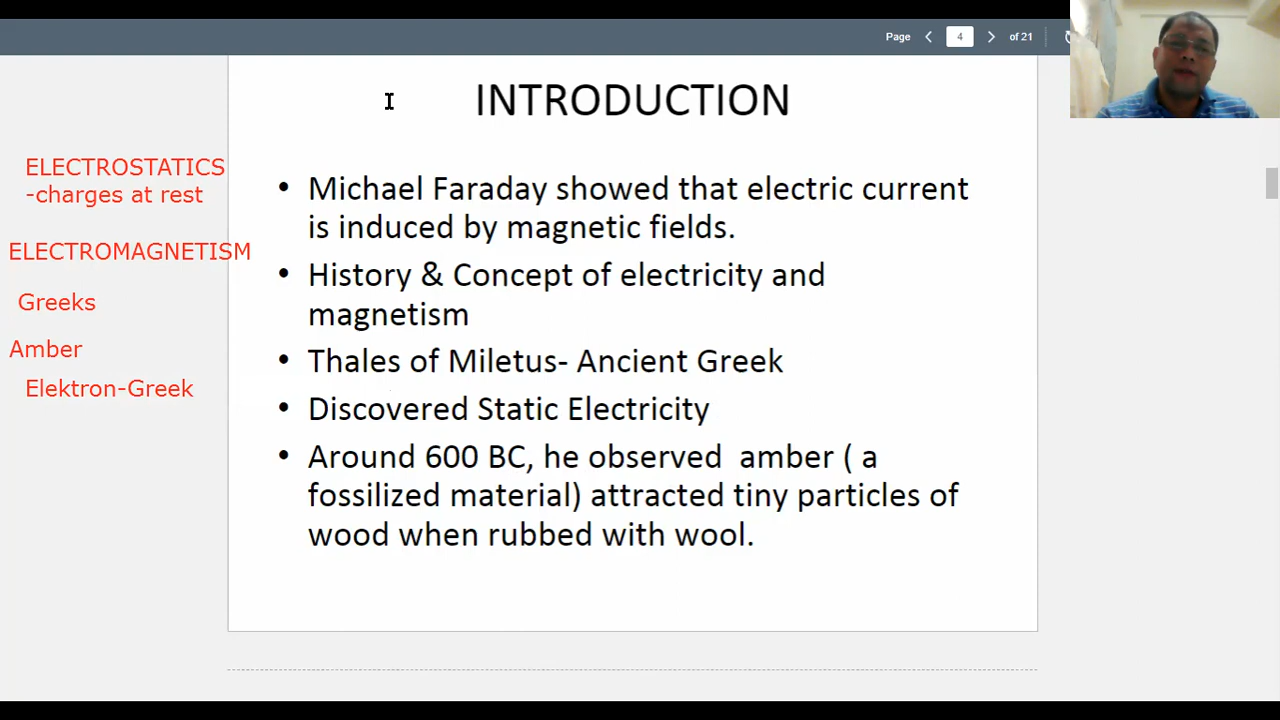 Page 4 of 21
INTRODUCTION
ELECTROSTATICS
-charges at rest
ELECTROMAGNETISM
Greeks
Amber
Elektron-Greek
• Michael Faraday showed that electric current
is induced by magnetic fields.
• History & Concept of electricity and
magnetism
• Thales of Miletus- Ancient Greek
• Discovered Static Electricity
• Around 600 BC, he observed  amber ( a
fossilized material) attracted tiny particles of
wood when rubbed with wool.